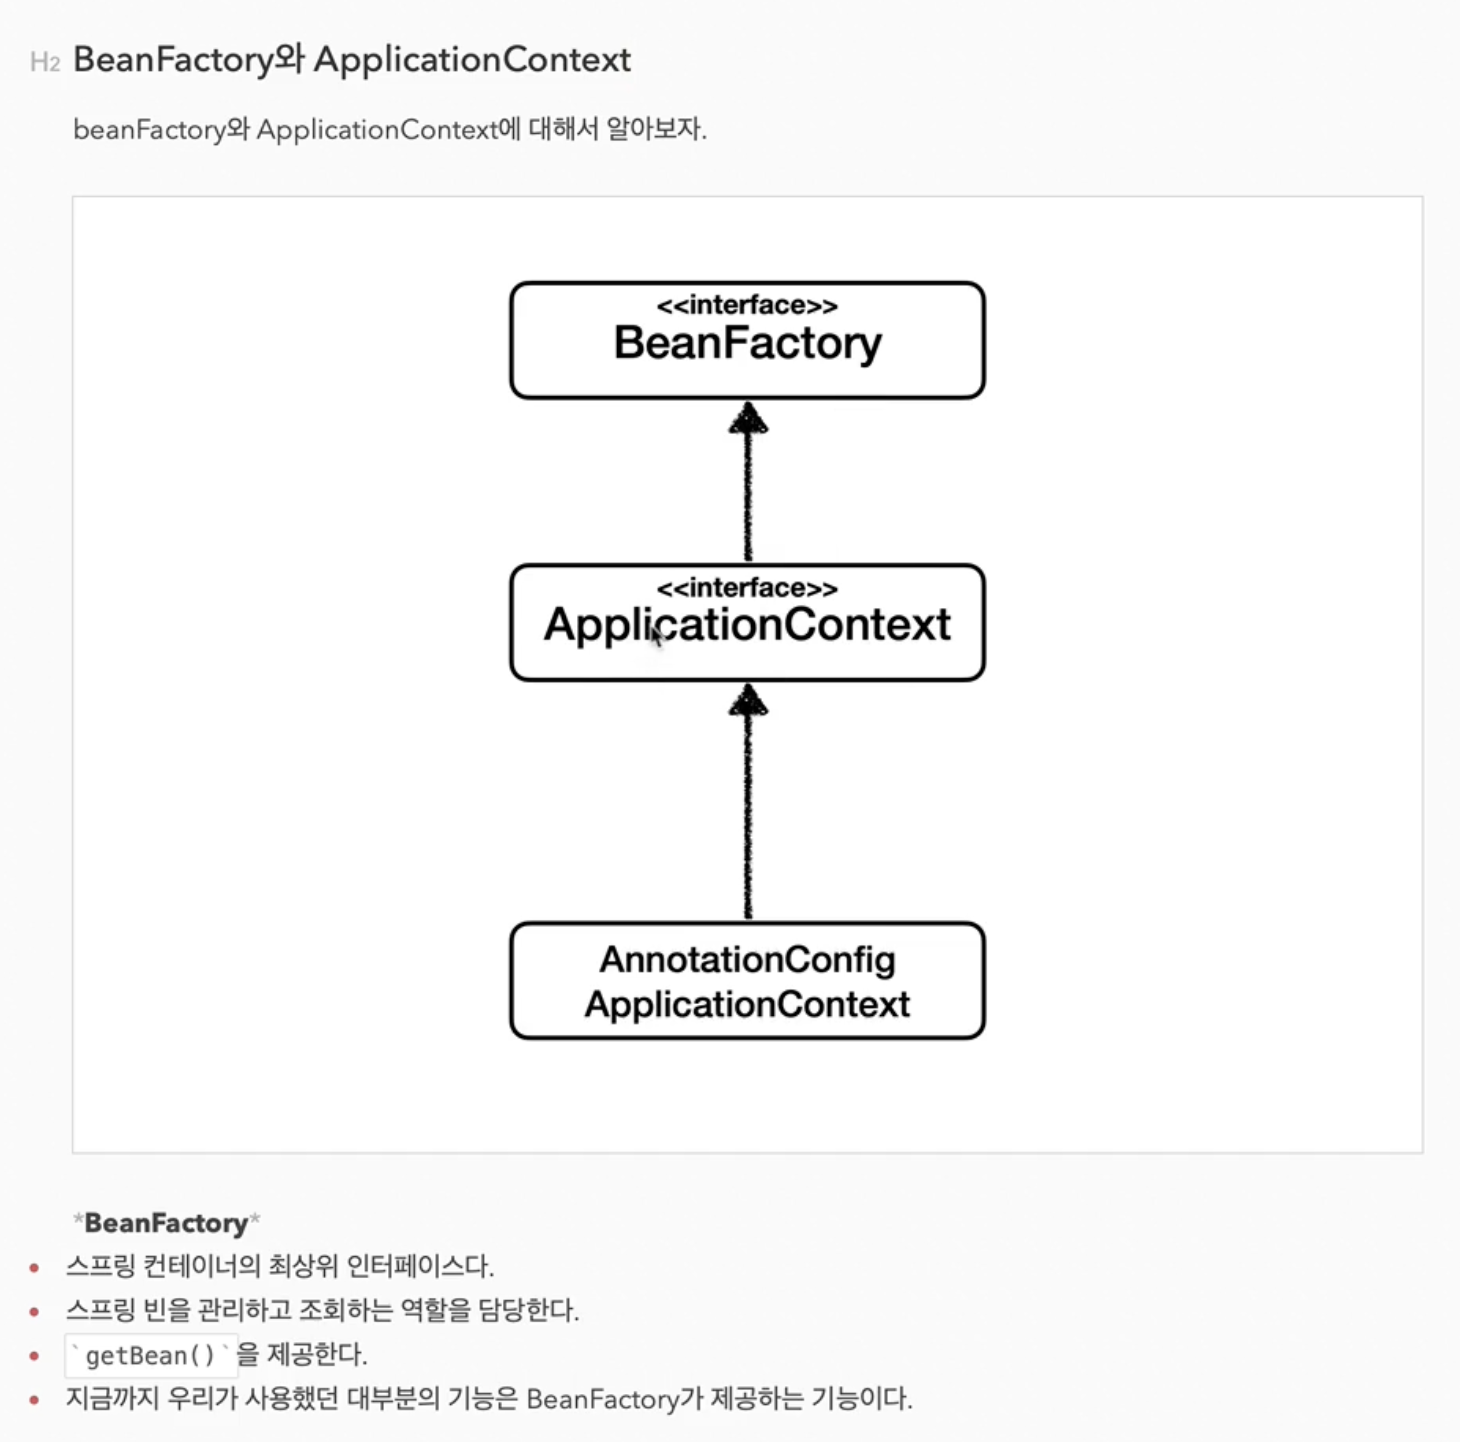 H2 BeanFactory와 ApplicationContext
beanFactory와 ApplicationContext에 대해서 알아보자.
<<interface>>
BeanFactory
<<interface>>
ApplicationContext
AnnotationConfig
ApplicationContext
*BeanFactory*
• 스프링 컨테이너의 최상위 인터페이스다.
• 스프링 빈을 관리하고 조회하는 역할을 담당한다.
• `getBean()`을 제공한다.
• 지금까지 우리가 사용했던 대부분의 기능은 BeanFactory가 제공하는 기능이다.